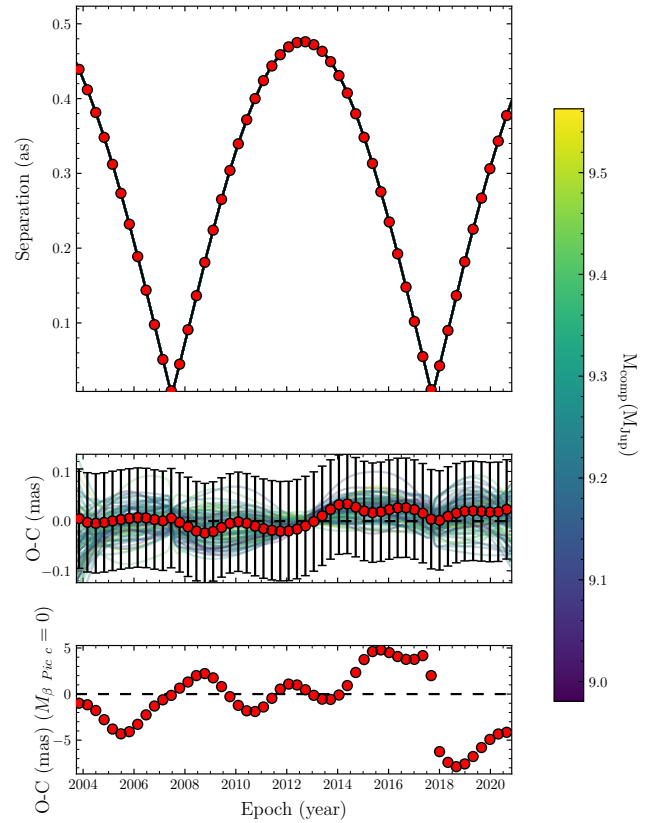 0.5
0.4
0.3
0.2
0.1
Separation (as)
0.1
0.0
−0.1
O-C (mas)
5
0
−5
O-C (mas) (M_β Pic c = 0)
2004 2006 2008 2010 2012 2014 2016 2018 2020
Epoch (year)
9.5
9.4
9.3
9.2
9.1
9.0
M_comp (M_Jup)